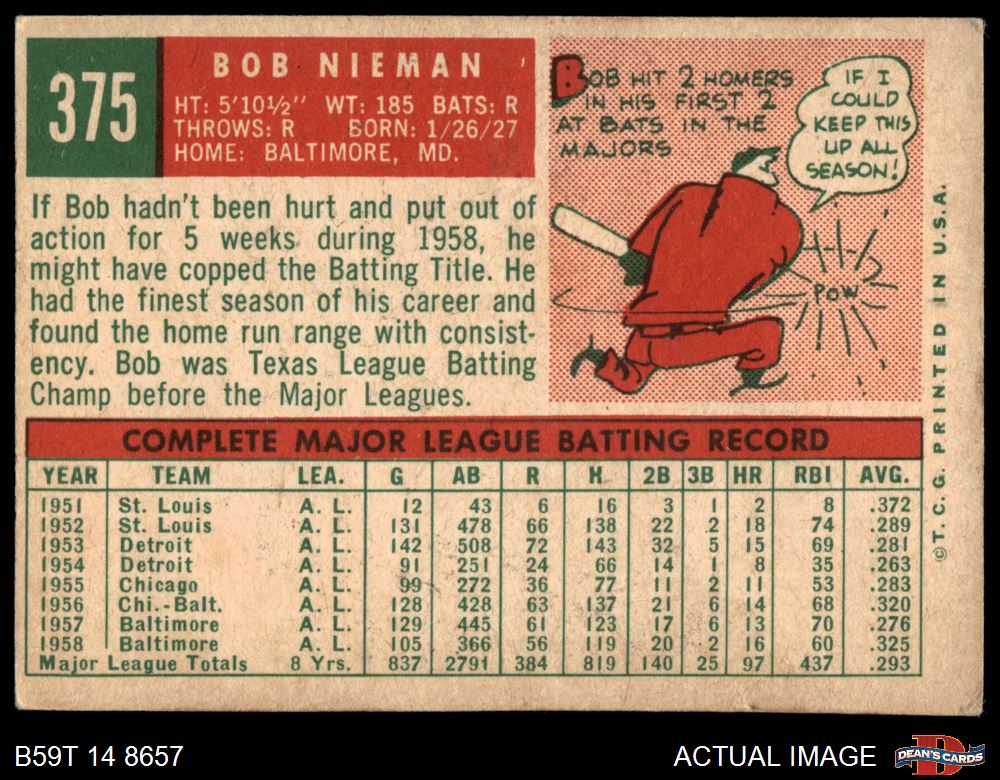 375
BOB NIEMAN
HT: 5'10½" WT: 185 BATS: R
THROWS: R BORN: 1/26/27
HOME: BALTIMORE, MD.
If Bob hadn't been hurt and put out of
action for 5 weeks during 1958, he
might have copped the Batting Title. He
had the finest season of his career and
found the home run range with consist-
ency. Bob was Texas League Batting
Champ before the Major Leagues.
BOB HIT 2 HOMERS
IN HIS FIRST 2
AT BATS IN THE
MAJORS
IF I
COULD
KEEP THIS
UP ALL
SEASON!
POW
COMPLETE MAJOR LEAGUE BATTING RECORD
YEAR TEAM LEA. G AB R H 2B 3B HR RBI AVG.
1951 St. Louis A. L. 12 43 6 16 3 1 2 8 .372
1952 St. Louis A. L. 131 478 66 138 22 2 18 74 .289
1953 Detroit A. L. 142 508 72 143 32 5 15 69 .281
1954 Detroit A. L. 91 251 24 66 14 1 8 35 .263
1955 Chicago A. L. 99 272 36 77 11 2 11 53 .283
1956 Chi.-Balt. A. L. 128 428 63 137 21 6 14 68 .320
1957 Baltimore A. L. 129 445 61 123 17 6 13 70 .276
1958 Baltimore A. L. 105 366 56 119 20 2 16 60 .325
Major League Totals 8 Yrs. 837 2791 384 819 140 25 97 437 .293
©T. C. G. PRINTED IN U.S.A.
B59T 14 8657
ACTUAL IMAGE
DEAN'S CARDS